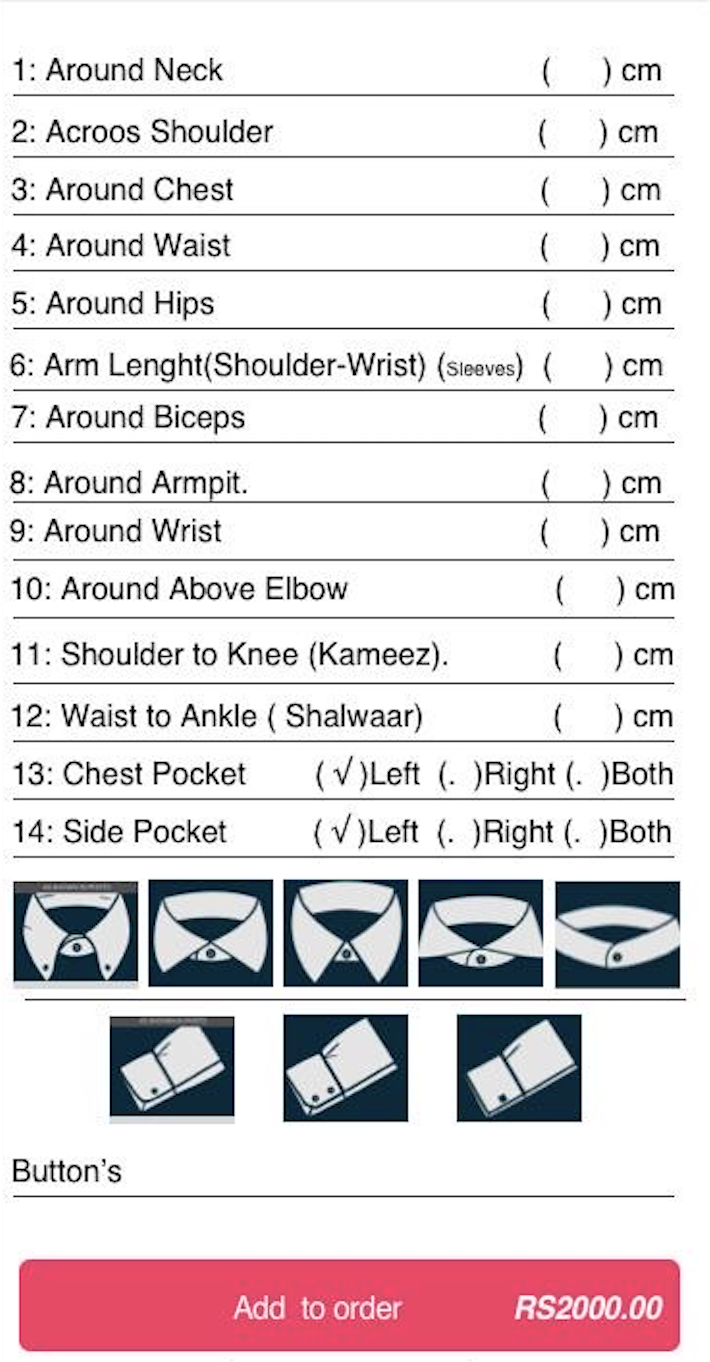 1: Around Neck ( ) cm
2: Acroos Shoulder ( ) cm
3: Around Chest ( ) cm
4: Around Waist ( ) cm
5: Around Hips ( ) cm
6: Arm Lenght(Shoulder-Wrist) (Sleeves) ( ) cm
7: Around Biceps ( ) cm
8: Around Armpit. ( ) cm
9: Around Wrist ( ) cm
10: Around Above Elbow ( ) cm
11: Shoulder to Knee (Kameez). ( ) cm
12: Waist to Ankle ( Shalwaar) ( ) cm
13: Chest Pocket ( √ )Left (. )Right (. )Both
14: Side Pocket ( √ )Left (. )Right (. )Both
Button’s
Add to order RS2000.00